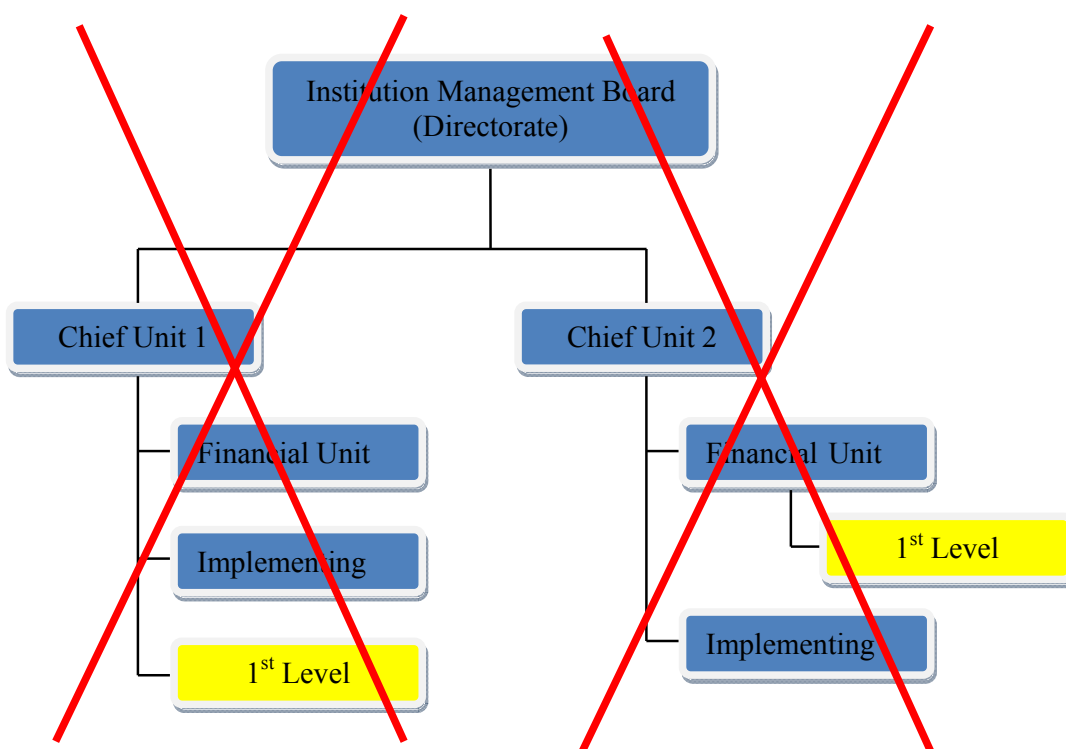 Institution Management Board
(Directorate)
Chief Unit 1
Chief Unit 2
Financial Unit
Financial Unit
1st Level
Implementing
Implementing
1st Level